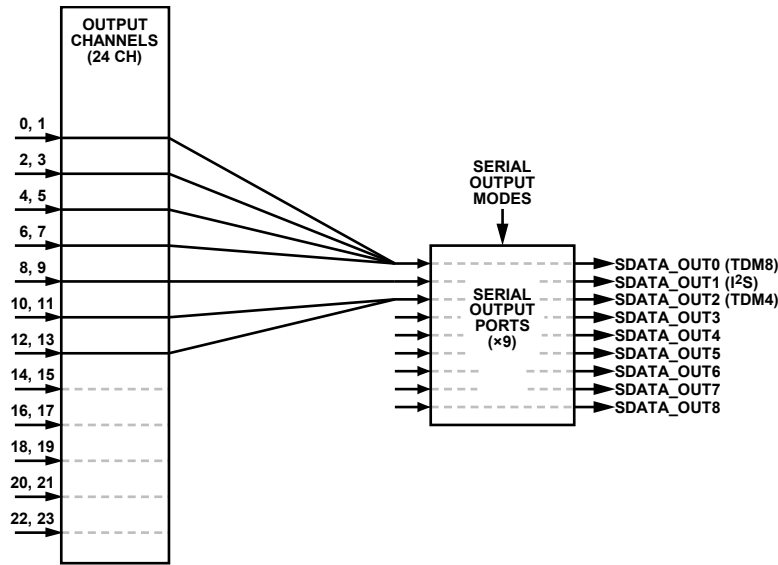 OUTPUT
CHANNELS
(24 CH)
0, 1
2, 3
4, 5
6, 7
8, 9
10, 11
12, 13
14, 15
16, 17
18, 19
20, 21
22, 23
SERIAL
OUTPUT
MODES
SERIAL
OUTPUT
PORTS
(×9)
SDATA_OUT0 (TDM8)
SDATA_OUT1 (I²S)
SDATA_OUT2 (TDM4)
SDATA_OUT3
SDATA_OUT4
SDATA_OUT5
SDATA_OUT6
SDATA_OUT7
SDATA_OUT8